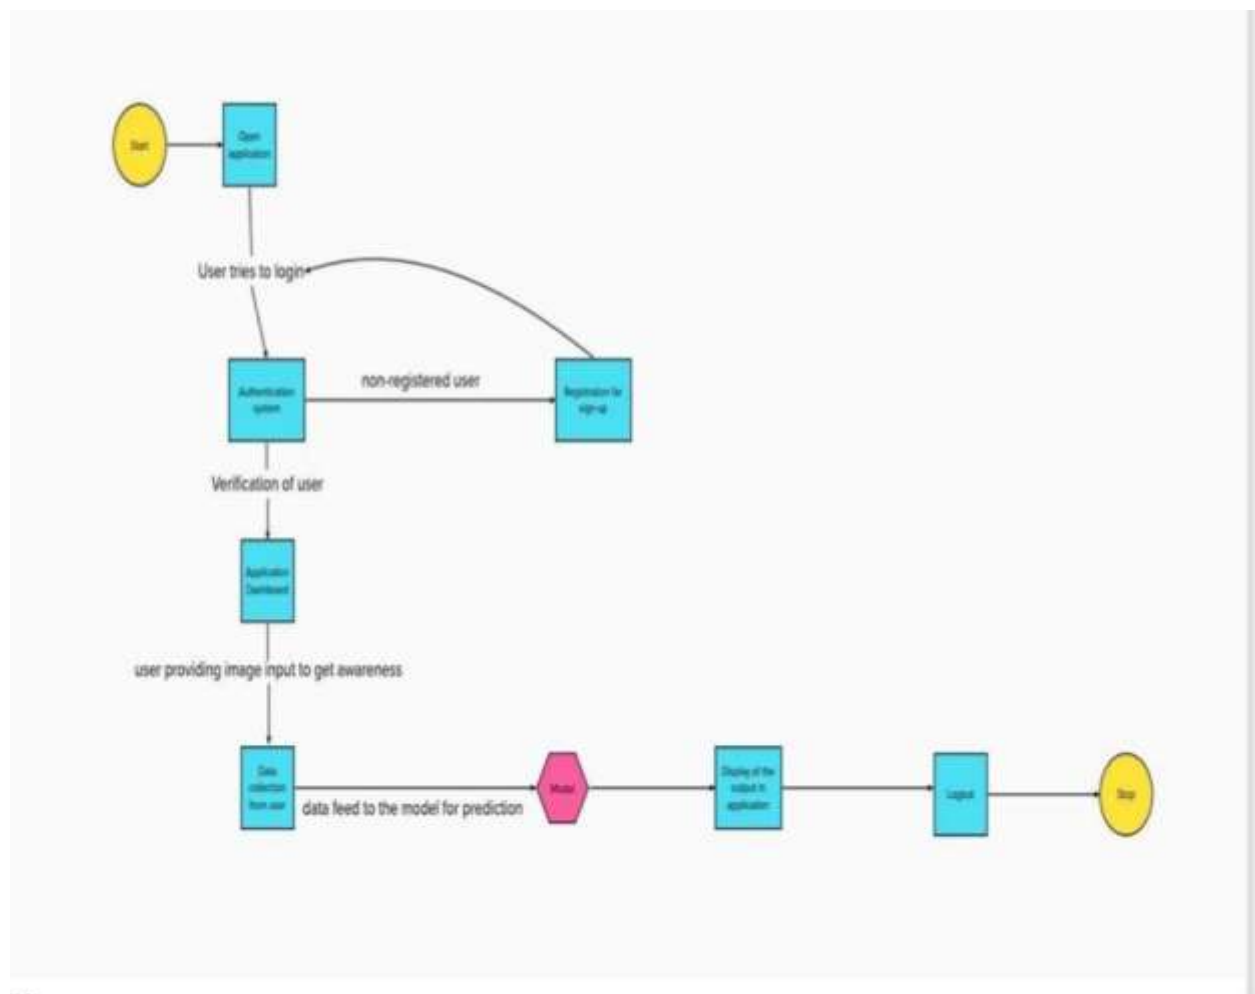 Start
Open
application
User tries to login
Authentication
system
non-registered user
Registration for
sign-up
Verification of user
Application
Dashboard
user providing image input to get awareness
Data
collection
from user
data feed to the model for prediction
Model
Display of the
output in
application
Logout
Stop